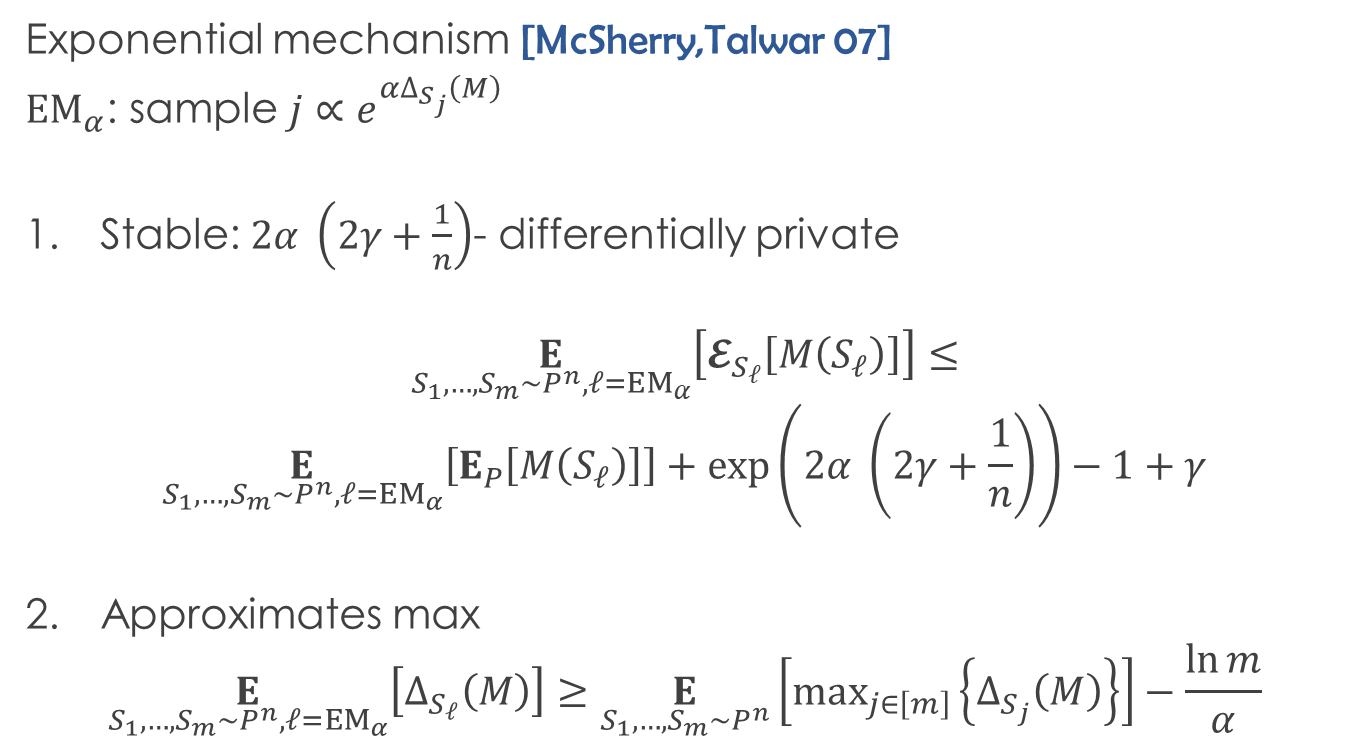 Exponential mechanism [McSherry,Talwar 07]
EM_α: sample j ∝ e^{αΔ_{S_j}(M)}
1. Stable: 2α (2γ + 1/n)- differentially private
E_{S_1,…,S_m~P^n,ℓ=EM_α} [ℰ_{S_ℓ}[M(S_ℓ)]] ≤
E_{S_1,…,S_m~P^n,ℓ=EM_α} [E_P[M(S_ℓ)]] + exp(2α (2γ + 1/n)) − 1 + γ
2. Approximates max
E_{S_1,…,S_m~P^n,ℓ=EM_α} [Δ_{S_ℓ}(M)] ≥ E_{S_1,…,S_m~P^n} [max_{j∈[m]} {Δ_{S_j}(M)}] − ln m / α